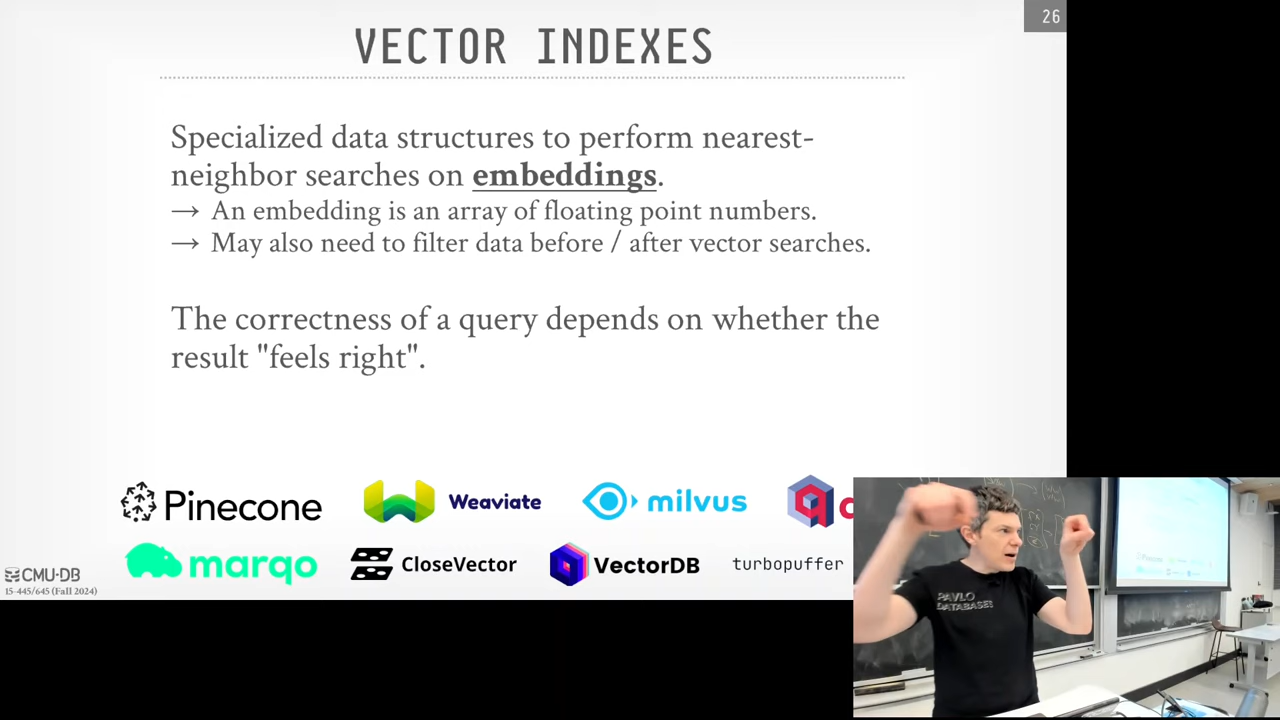 26
VECTOR INDEXES
Specialized data structures to perform nearest-
neighbor searches on embeddings.
→ An embedding is an array of floating point numbers.
→ May also need to filter data before / after vector searches.
The correctness of a query depends on whether the
result "feels right".
Pinecone
Weaviate
milvus
marqo
CloseVector
VectorDB
turbopuffer
CMU·DB
15-445/645 (Fall 2024)
PAVLO
DATABASE